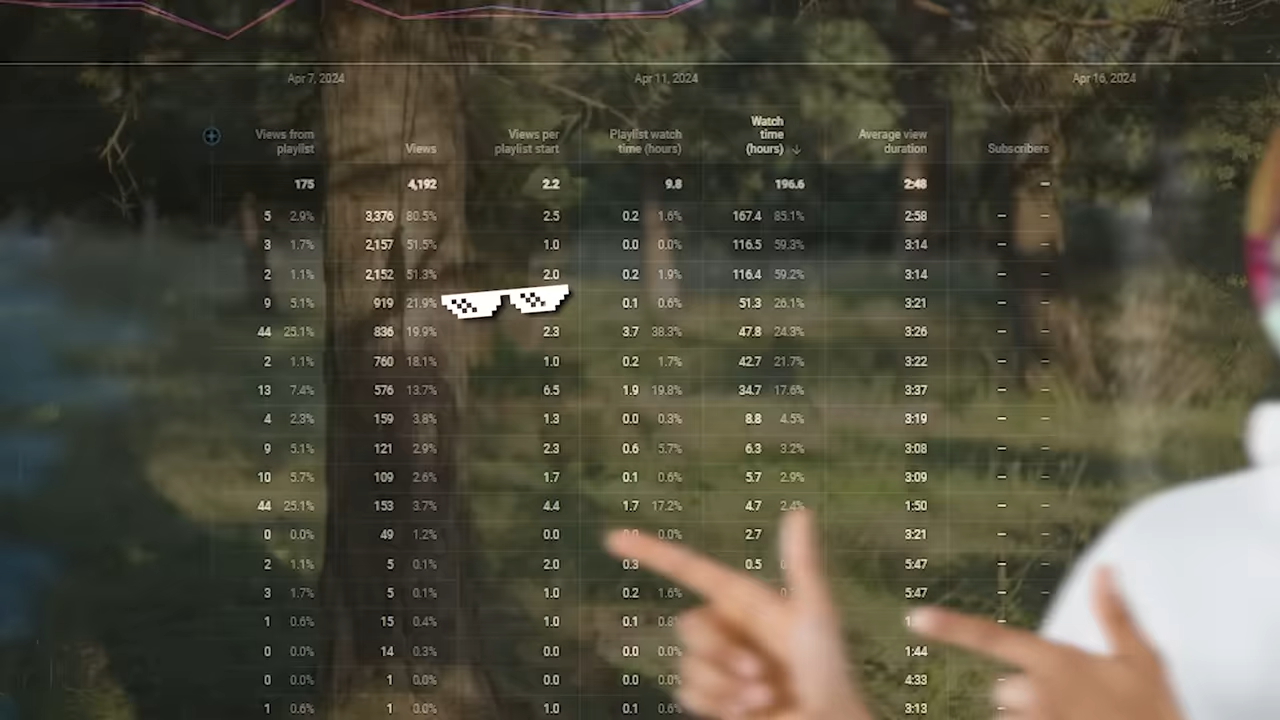 Apr 7, 2024 Apr 11, 2024 Apr 16, 2024
Views from playlist Views Views per playlist start Playlist watch time (hours) Watch time (hours) Average view duration Subscribers
175 4,192 2.2 9.8 196.6 2:48 –
5 2.9% 3,376 80.5% 2.5 0.2 1.6% 167.4 85.1% 2:58 – –
3 1.7% 2,157 51.5% 1.0 0.0 0.0% 116.5 59.3% 3:14 – –
2 1.1% 2,152 51.3% 2.0 0.2 1.9% 116.4 59.2% 3:14 – –
9 5.1% 919 21.9% 0.1 0.6% 51.3 26.1% 3:21 – –
44 25.1% 836 19.9% 2.3 3.7 38.3% 47.8 24.3% 3:26 – –
2 1.1% 760 18.1% 1.0 0.2 1.7% 42.7 21.7% 3:22 – –
13 7.4% 576 13.7% 6.5 1.9 19.8% 34.7 17.6% 3:37 – –
4 2.3% 159 3.8% 1.3 0.0 0.3% 8.8 4.5% 3:19 – –
9 5.1% 121 2.9% 2.3 0.6 5.7% 6.3 3.2% 3:08 – –
10 5.7% 109 2.6% 1.7 0.1 0.6% 5.7 2.9% 3:09 – –
44 25.1% 153 3.7% 4.4 1.7 17.2% 4.7 2.4% 1:50 – –
0 0.0% 49 1.2% 0.0 0.0% 2.7 3:21 – –
2 1.1% 5 0.1% 2.0 0.3 0.5 5:47 – –
3 1.7% 5 0.1% 1.0 0.2 1.6% 5:47 – –
1 0.6% 15 0.4% 1.0 0.1 – –
0 0.0% 14 0.3% 0.0 0.0 0.0% 1:44 – –
0 0.0% 1 0.0% 0.0 0.0 0.0% 4:33
1 0.6% 1 0.0% 1.0 0.1 0.6% 3:13